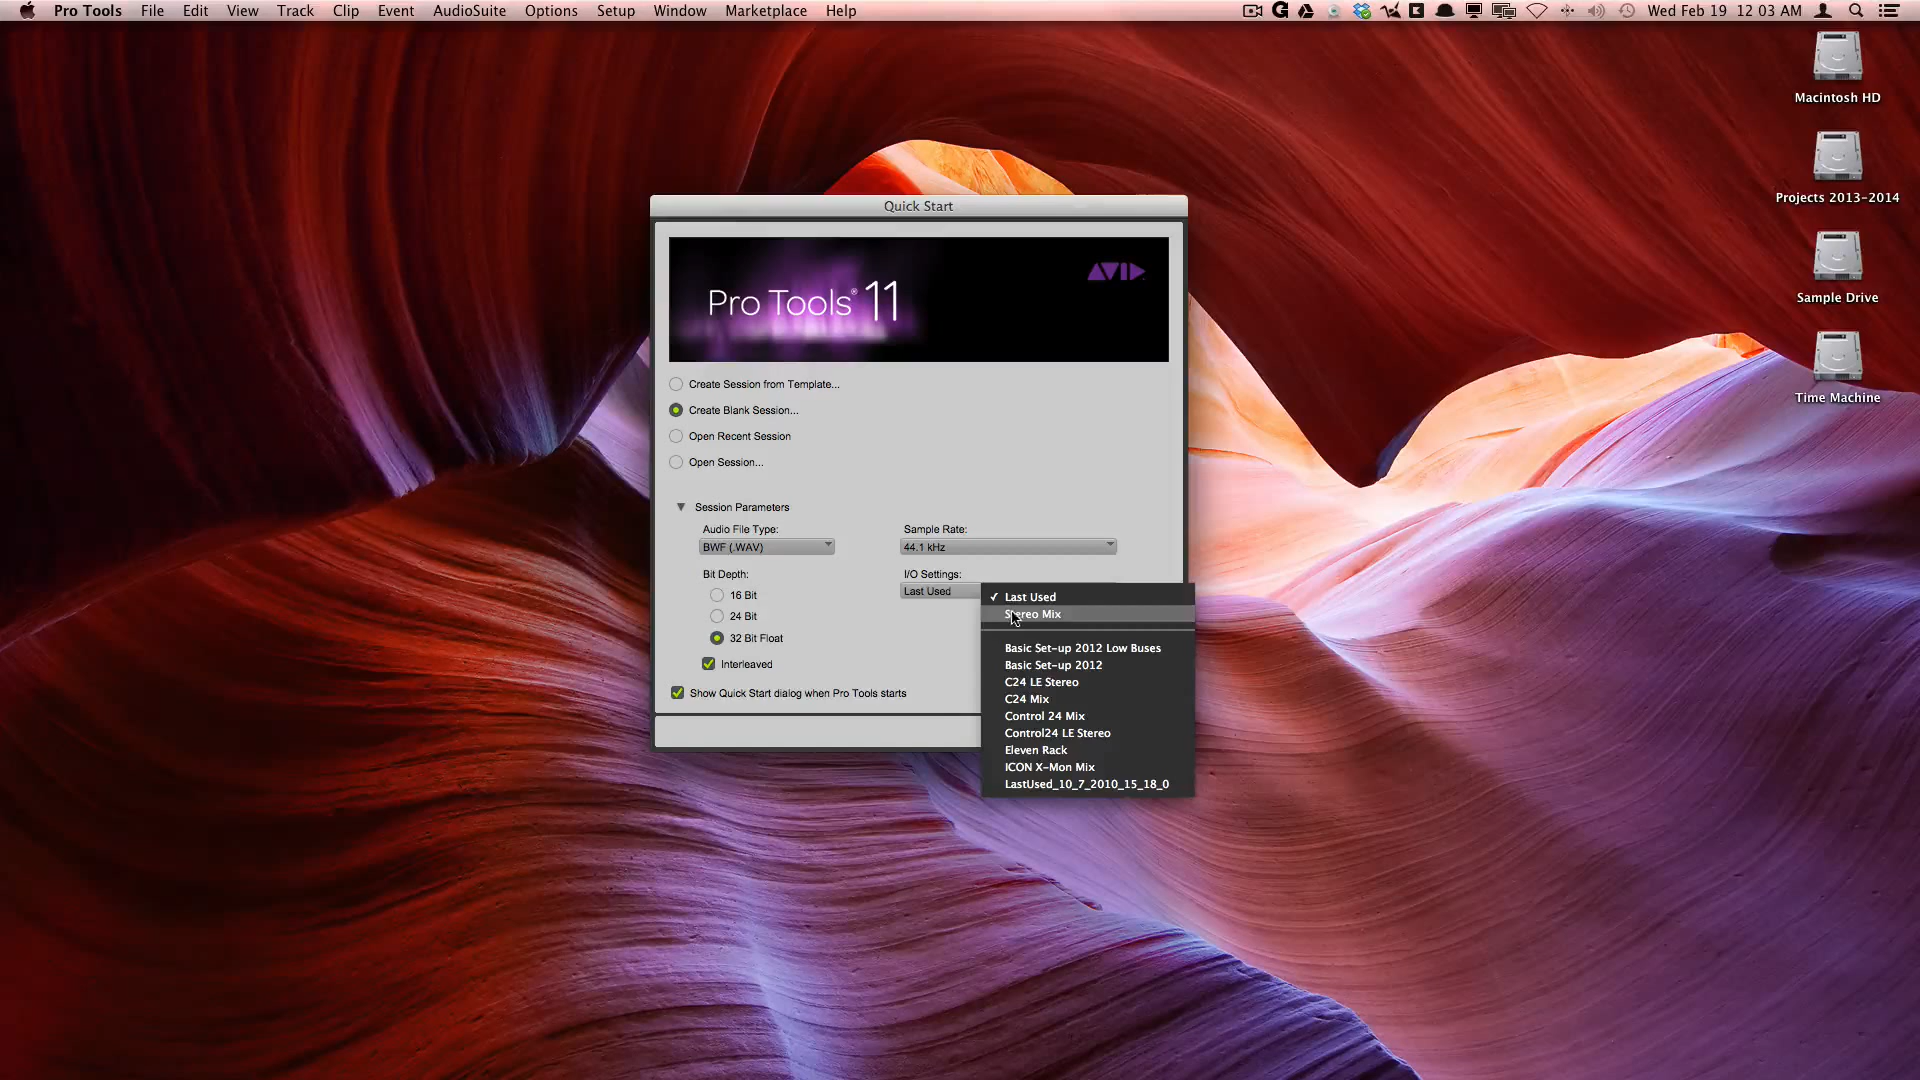 Pro Tools File Edit View Track Clip Event AudioSuite Options Setup Window Marketplace Help Wed Feb 19 12 03 AM
Macintosh HD
Projects 2013-2014
Sample Drive
Time Machine
Quick Start
AVID
Pro Tools® 11
Create Session from Template...
Create Blank Session...
Open Recent Session
Open Session...
Session Parameters
Audio File Type:
BWF (.WAV)
Sample Rate:
44.1 kHz
Bit Depth:
16 Bit
24 Bit
32 Bit Float
Interleaved
I/O Settings:
Last Used
Show Quick Start dialog when Pro Tools starts
✓ Last Used
Stereo Mix
Basic Set-up 2012 Low Buses
Basic Set-up 2012
C24 LE Stereo
C24 Mix
Control 24 Mix
Control24 LE Stereo
Eleven Rack
ICON X-Mon Mix
LastUsed_10_7_2010_15_18_0